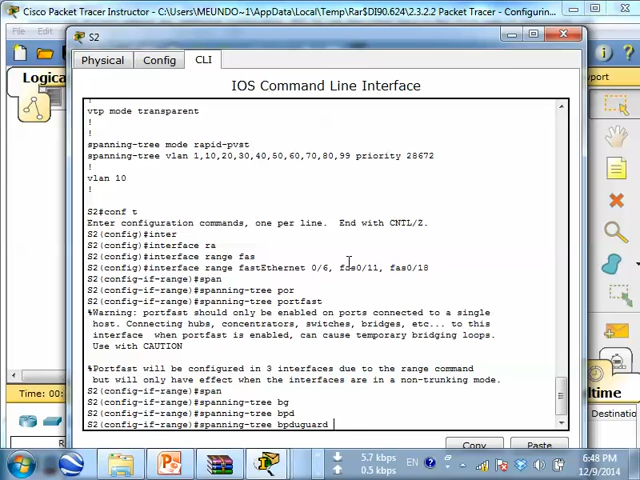 Cisco Packet Tracer Instructor - C:\Users\MEUNDO~1\AppData\Local\Temp\Rar$DI90.624\2.3.2.2 Packet Tracer - Configurin...
File
S2
Physical
Config
CLI
Logica
port
IOS Command Line Interface
!
vtp mode transparent
!
!
spanning-tree mode rapid-pvst
spanning-tree vlan 1,10,20,30,40,50,60,70,80,99 priority 28672
!
vlan 10
!
S2#conf t
Enter configuration commands, one per line.  End with CNTL/Z.
S2(config)#inter
S2(config)#interface ra
S2(config)#interface range fas
S2(config)#interface range fastEthernet 0/6, fas0/11, fas0/18
S2(config-if-range)#span
S2(config-if-range)#spanning-tree por
S2(config-if-range)#spanning-tree portfast
%Warning: portfast should only be enabled on ports connected to a single
host. Connecting hubs, concentrators, switches, bridges, etc... to this
interface  when portfast is enabled, can cause temporary bridging loops.
Use with CAUTION
%Portfast will be configured in 3 interfaces due to the range command
but will only have effect when the interfaces are in a non-trunking mode.
S2(config-if-range)#span
S2(config-if-range)#spanning-tree bg
S2(config-if-range)#spanning-tree bpd
S2(config-if-range)#spanning-tree bpduguard
Copy
Paste
Time: 01
Destinatio
5.7 kbps
0.5 kbps
EN
6:48 PM
12/9/2014